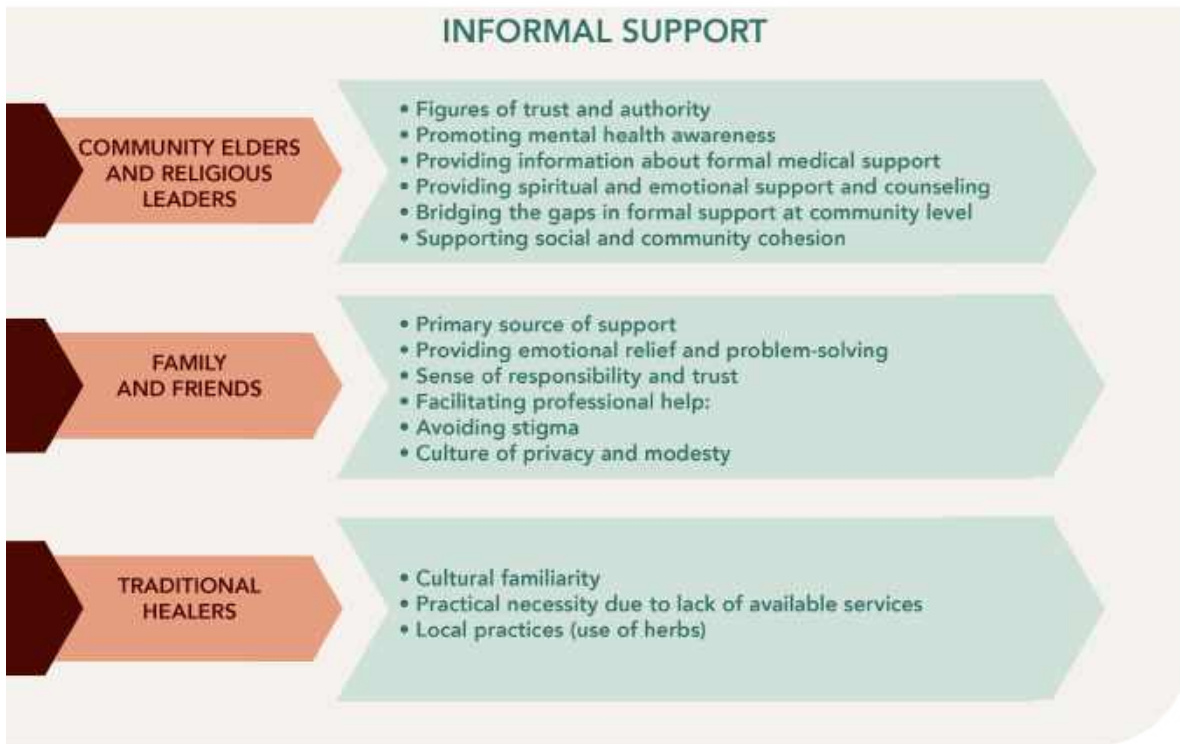 INFORMAL SUPPORT
COMMUNITY ELDERS
AND RELIGIOUS
LEADERS
• Figures of trust and authority
• Promoting mental health awareness
• Providing information about formal medical support
• Providing spiritual and emotional support and counseling
• Bridging the gaps in formal support at community level
• Supporting social and community cohesion
FAMILY
AND FRIENDS
• Primary source of support
• Providing emotional relief and problem-solving
• Sense of responsibility and trust
• Facilitating professional help:
• Avoiding stigma
• Culture of privacy and modesty
TRADITIONAL
HEALERS
• Cultural familiarity
• Practical necessity due to lack of available services
• Local practices (use of herbs)